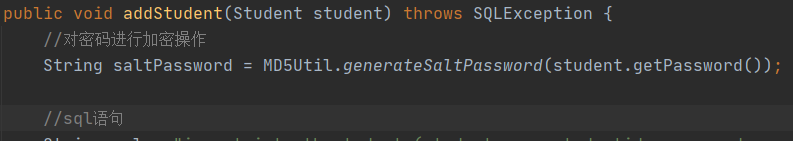 public void addStudent(Student student) throws SQLException {
//对密码进行加密操作
String saltPassword = MD5Util.generateSaltPassword(student.getPassword());
//sql语句